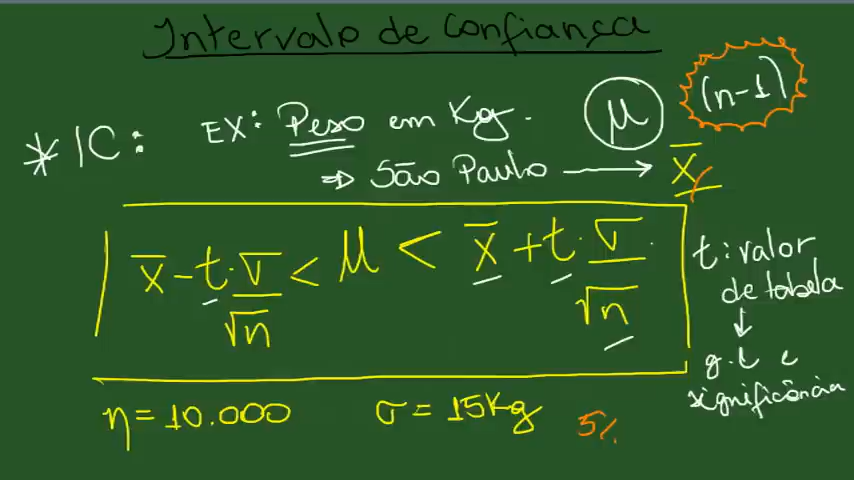 Intervalo de confiança
* IC: EX: Peso em Kg. μ (n-1)
⇒ São Paulo → x̄
x̄ - t · σ/√n < μ < x̄ + t · σ/√n
t: valor
de tabela
↓
g.l e
significância
n = 10.000 σ = 15Kg 5%